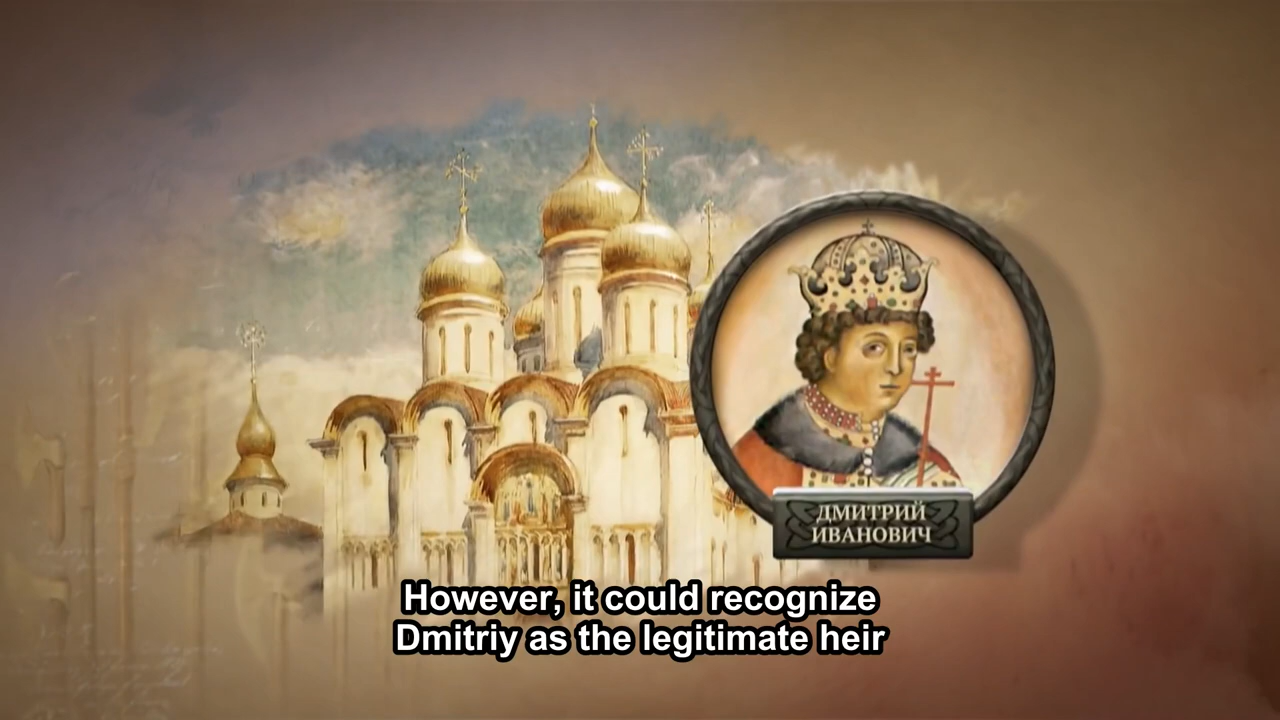 ДМИТРИЙ
ИВАНОВИЧ
However, it could recognize
Dmitriy as the legitimate heir